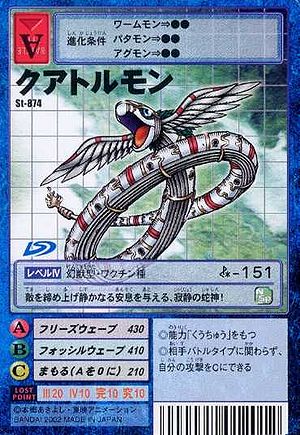 V
ワームモン⇒●●
進化条件 パタモン⇒●●
アグモン⇒●●
クアトルモン
St-874
レベルⅣ 幻獣型・ワクチン種 -151
敵を締め上げ静かなる安息を与える、寂静の蛇神!
A フリーズウェーブ 430
B フォッシルウェーブ 410
C まもる(Aを0に) 210
○能力「くうちゅう」をもつ
○相手バトルタイプに関わらず、
自分の攻撃をCにできる
LOST POINT Ⅲ20 Ⅳ10 完10 究10
©本郷あきよし・東映アニメーション
BANDAI 2002 MADE IN JAPAN